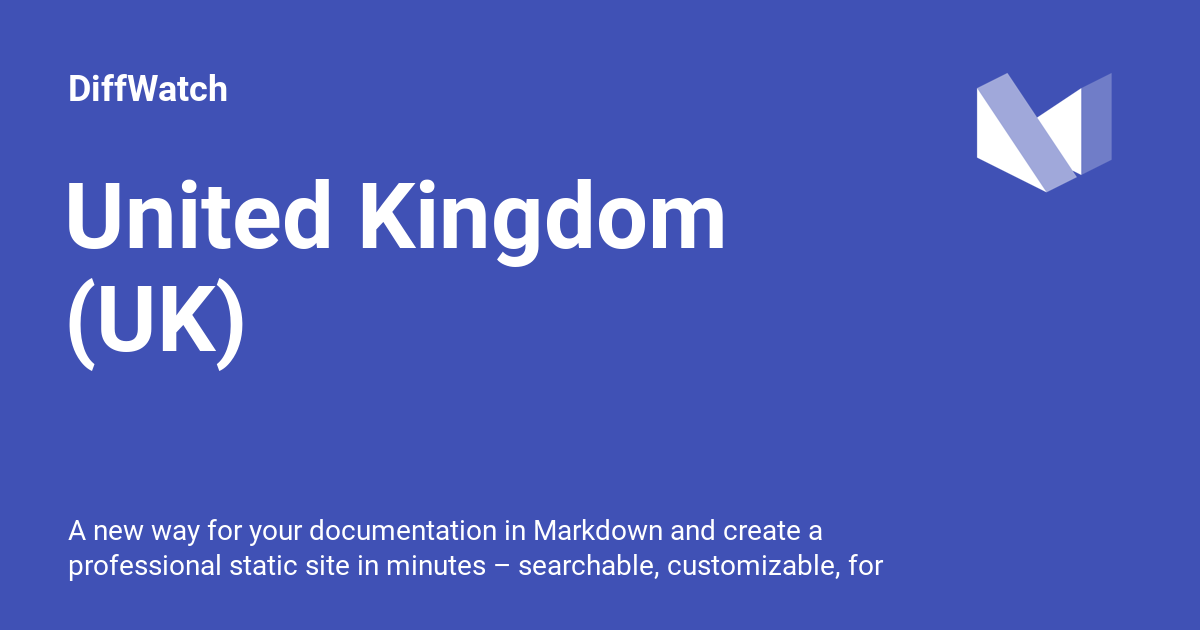 DiffWatch
United Kingdom
(UK)
A new way for your documentation in Markdown and create a
professional static site in minutes – searchable, customizable, for